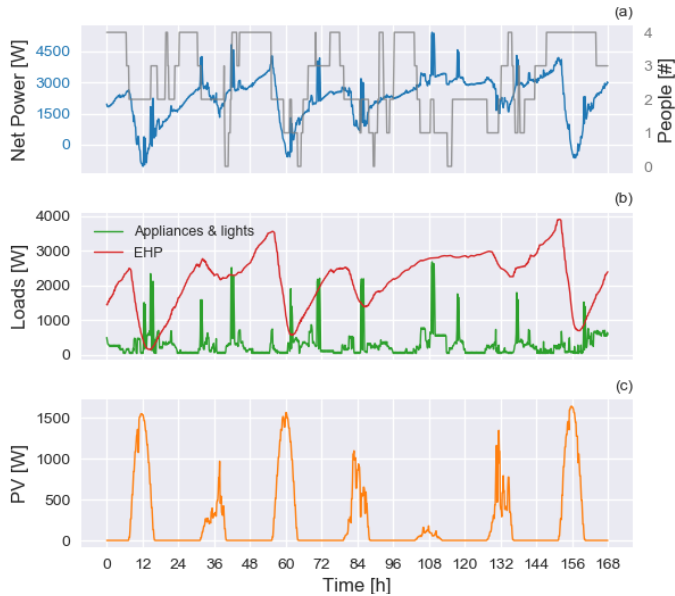 (a)
4500
3000
1500
0
Net Power [W]
4
3
2
1
0
People [#]
(b)
4000
3000
2000
1000
0
Loads [W]
Appliances & lights
EHP
(c)
1500
1000
500
0
PV [W]
0 12 24 36 48 60 72 84 96 108 120 132 144 156 168
Time [h]